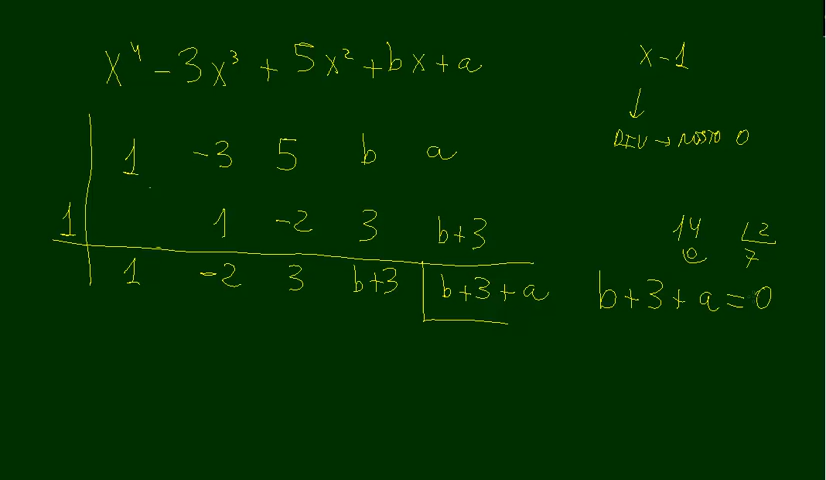 x⁴ - 3x³ + 5x² + bx + a
x - 1
DIV → resto 0
1 -3 5 b a
1 1 -2 3 b+3
1 -2 3 b+3 b+3+a
14 2
0 7
b+3+a=0